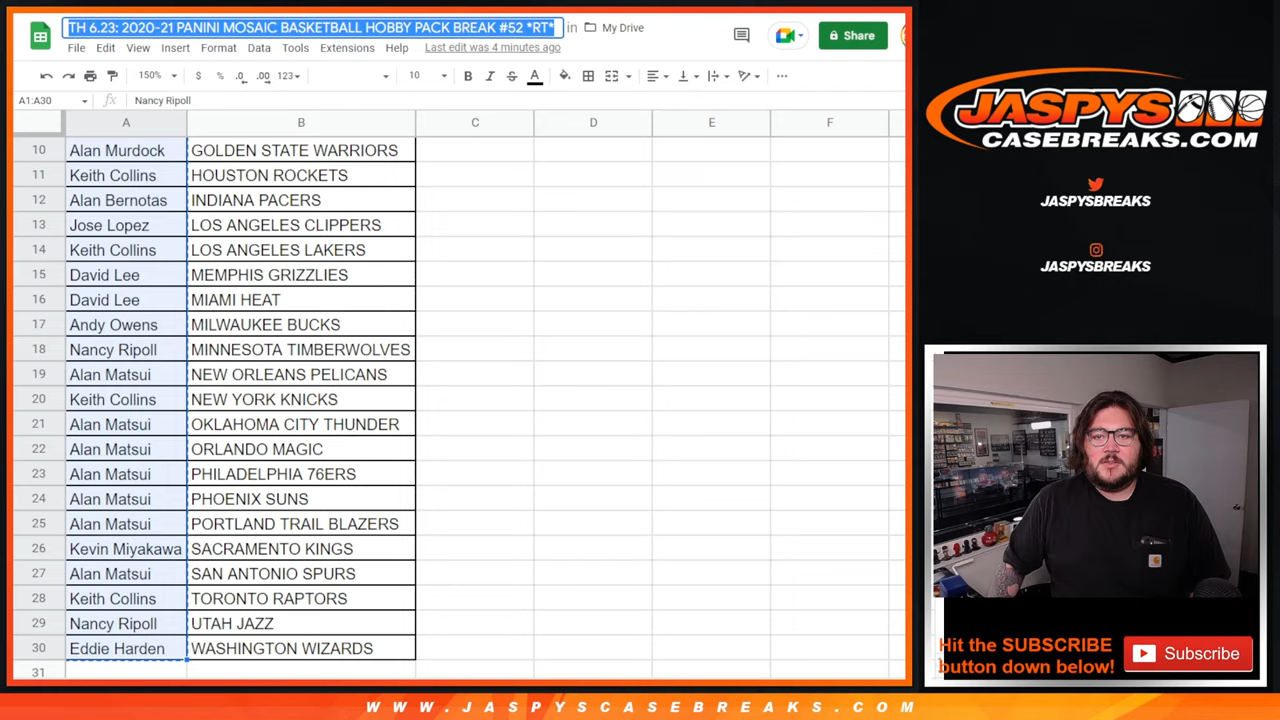 TH 6.23: 2020-21 PANINI MOSAIC BASKETBALL HOBBY PACK BREAK #52 *RT*
in My Drive
File Edit View Insert Format Data Tools Extensions Help Last edit was 4 minutes ago
Share
150% $ % .0 .00 123 10 B I S A
A1:A30 fx Nancy Ripoll
A B C D E F
10 Alan Murdock GOLDEN STATE WARRIORS
11 Keith Collins HOUSTON ROCKETS
12 Alan Bernotas INDIANA PACERS
13 Jose Lopez LOS ANGELES CLIPPERS
14 Keith Collins LOS ANGELES LAKERS
15 David Lee MEMPHIS GRIZZLIES
16 David Lee MIAMI HEAT
17 Andy Owens MILWAUKEE BUCKS
18 Nancy Ripoll MINNESOTA TIMBERWOLVES
19 Alan Matsui NEW ORLEANS PELICANS
20 Keith Collins NEW YORK KNICKS
21 Alan Matsui OKLAHOMA CITY THUNDER
22 Alan Matsui ORLANDO MAGIC
23 Alan Matsui PHILADELPHIA 76ERS
24 Alan Matsui PHOENIX SUNS
25 Alan Matsui PORTLAND TRAIL BLAZERS
26 Kevin Miyakawa SACRAMENTO KINGS
27 Alan Matsui SAN ANTONIO SPURS
28 Keith Collins TORONTO RAPTORS
29 Nancy Ripoll UTAH JAZZ
30 Eddie Harden WASHINGTON WIZARDS
31
JASPYS
CASEBREAKS.COM
JASPYSBREAKS
JASPYSBREAKS
Hit the SUBSCRIBE
button down below!
Subscribe
WWW.JASPYSCASEBREAKS.COM